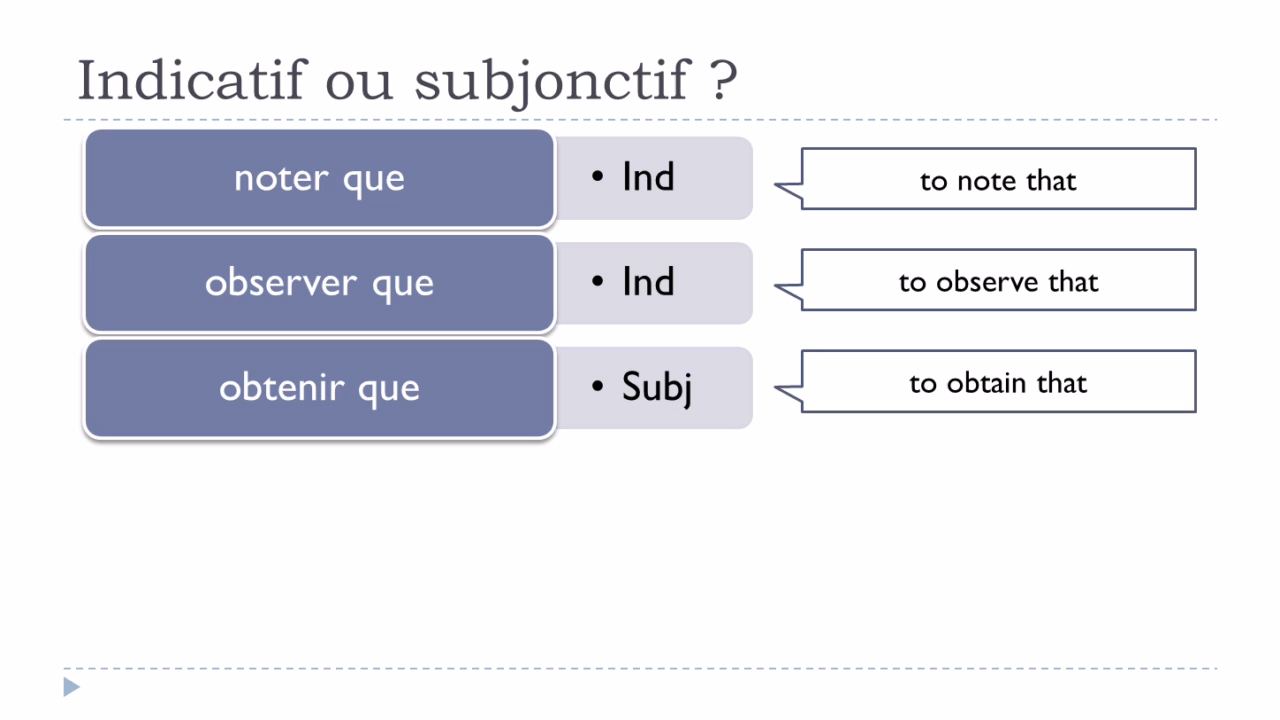 Indicatif ou subjonctif ?
noter que
• Ind
to note that
observer que
• Ind
to observe that
obtenir que
• Subj
to obtain that